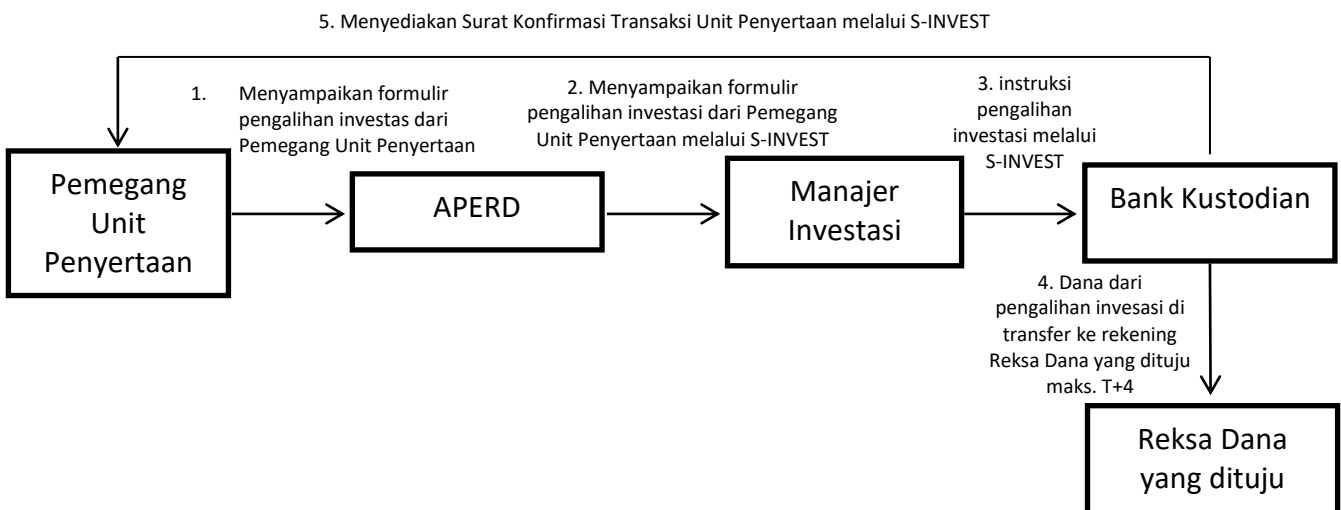 5. Menyediakan Surat Konfirmasi Transaksi Unit Penyertaan melalui S-INVEST
1. Menyampaikan formulir
pengalihan investas dari
Pemegang Unit Penyertaan
2. Menyampaikan formulir
pengalihan investasi dari Pemegang
Unit Penyertaan melalui S-INVEST
3. instruksi
pengalihan
investasi melalui
S-INVEST
Pemegang
Unit
Penyertaan
APERD
Manajer
Investasi
Bank Kustodian
4. Dana dari
pengalihan invesasi di
transfer ke rekening
Reksa Dana yang dituju
maks. T+4
Reksa Dana
yang dituju